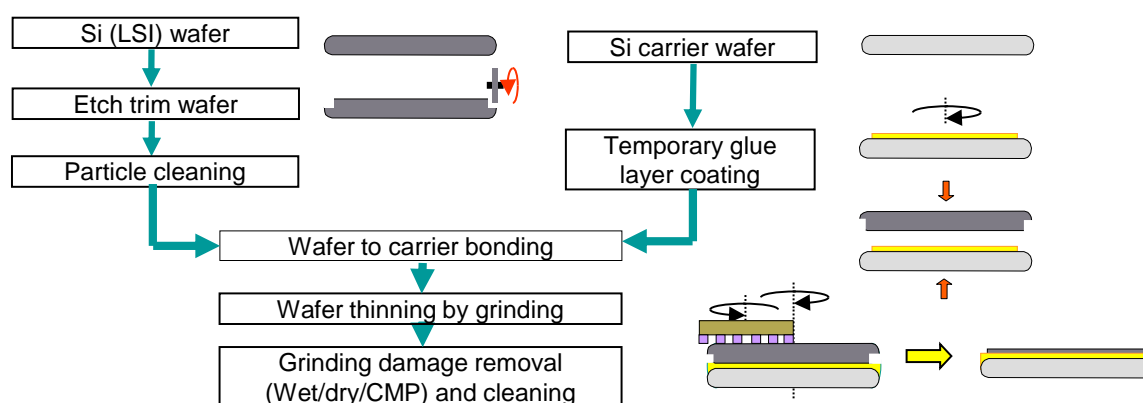 Si (LSI) wafer
Si carrier wafer
Etch trim wafer
Temporary glue
layer coating
Particle cleaning
Wafer to carrier bonding
Wafer thinning by grinding
Grinding damage removal
(Wet/dry/CMP) and cleaning